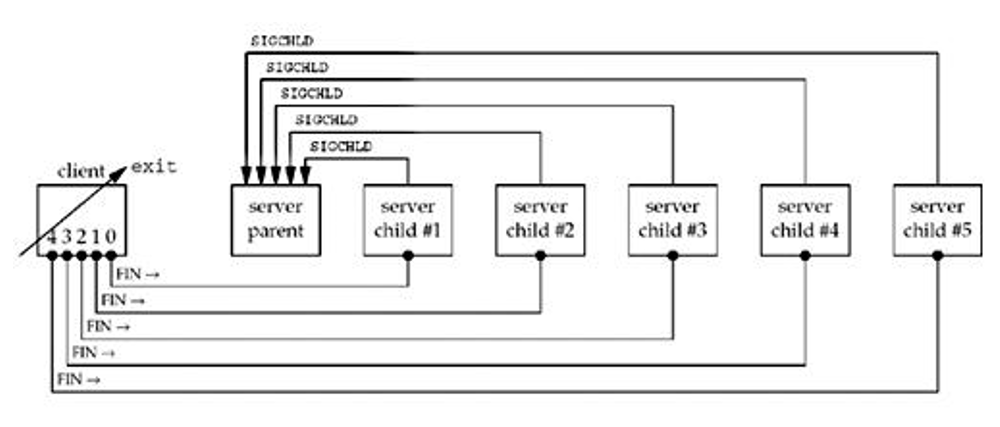 SIGCHLD
SIGCHLD
SIGCHLD
SIGCHLD
SIGCHLD
client
exit
4 3 2 1 0
server
parent
server
child #1
server
child #2
server
child #3
server
child #4
server
child #5
FIN →
FIN →
FIN →
FIN →
FIN →